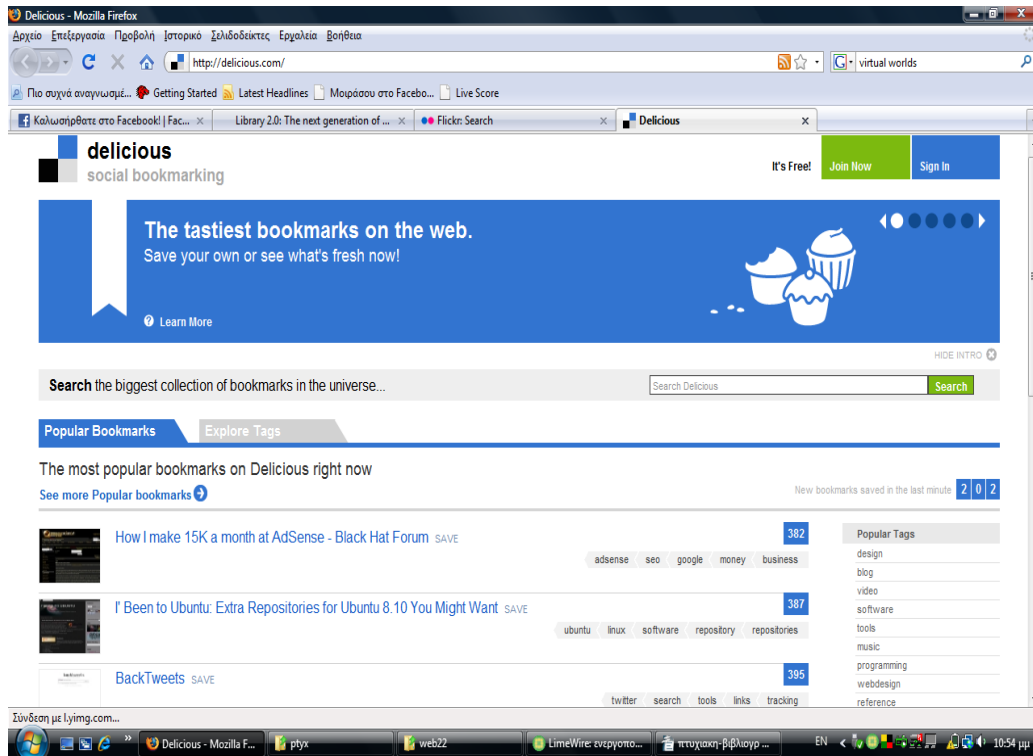 Delicious - Mozilla Firefox
Αρχείο Επεξεργασία Προβολή Ιστορικό Σελιδοδείκτες Εργαλεία Βοήθεια
http://delicious.com/
virtual worlds
Πιο συχνά αναγνωσμέ... Getting Started Latest Headlines Μοιράσου στο Facebo... Live Score
Καλωσήρθατε στο Facebook! | Fac... Library 2.0: The next generation of ... Flickr: Search Delicious
delicious
social bookmarking
It's Free! Join Now Sign In
The tastiest bookmarks on the web.
Save your own or see what's fresh now!
Learn More
HIDE INTRO
Search the biggest collection of bookmarks in the universe...
Search Delicious
Search
Popular Bookmarks Explore Tags
The most popular bookmarks on Delicious right now
See more Popular bookmarks
New bookmarks saved in the last minute 2 0 2
How I make 15K a month at AdSense - Black Hat Forum SAVE
382
adsense seo google money business
I' Been to Ubuntu: Extra Repositories for Ubuntu 8.10 You Might Want SAVE
387
ubuntu linux software repository repositories
BackTweets SAVE
395
twitter search tools links tracking
Popular Tags
design
blog
video
software
tools
music
programming
webdesign
reference
Σύνδεση με l.yimg.com...
Delicious - Mozilla F... ptyx web22 LimeWire: ενεργοπο... πτυχιακη-βιβλιογρ ... EN 10:54 μμ